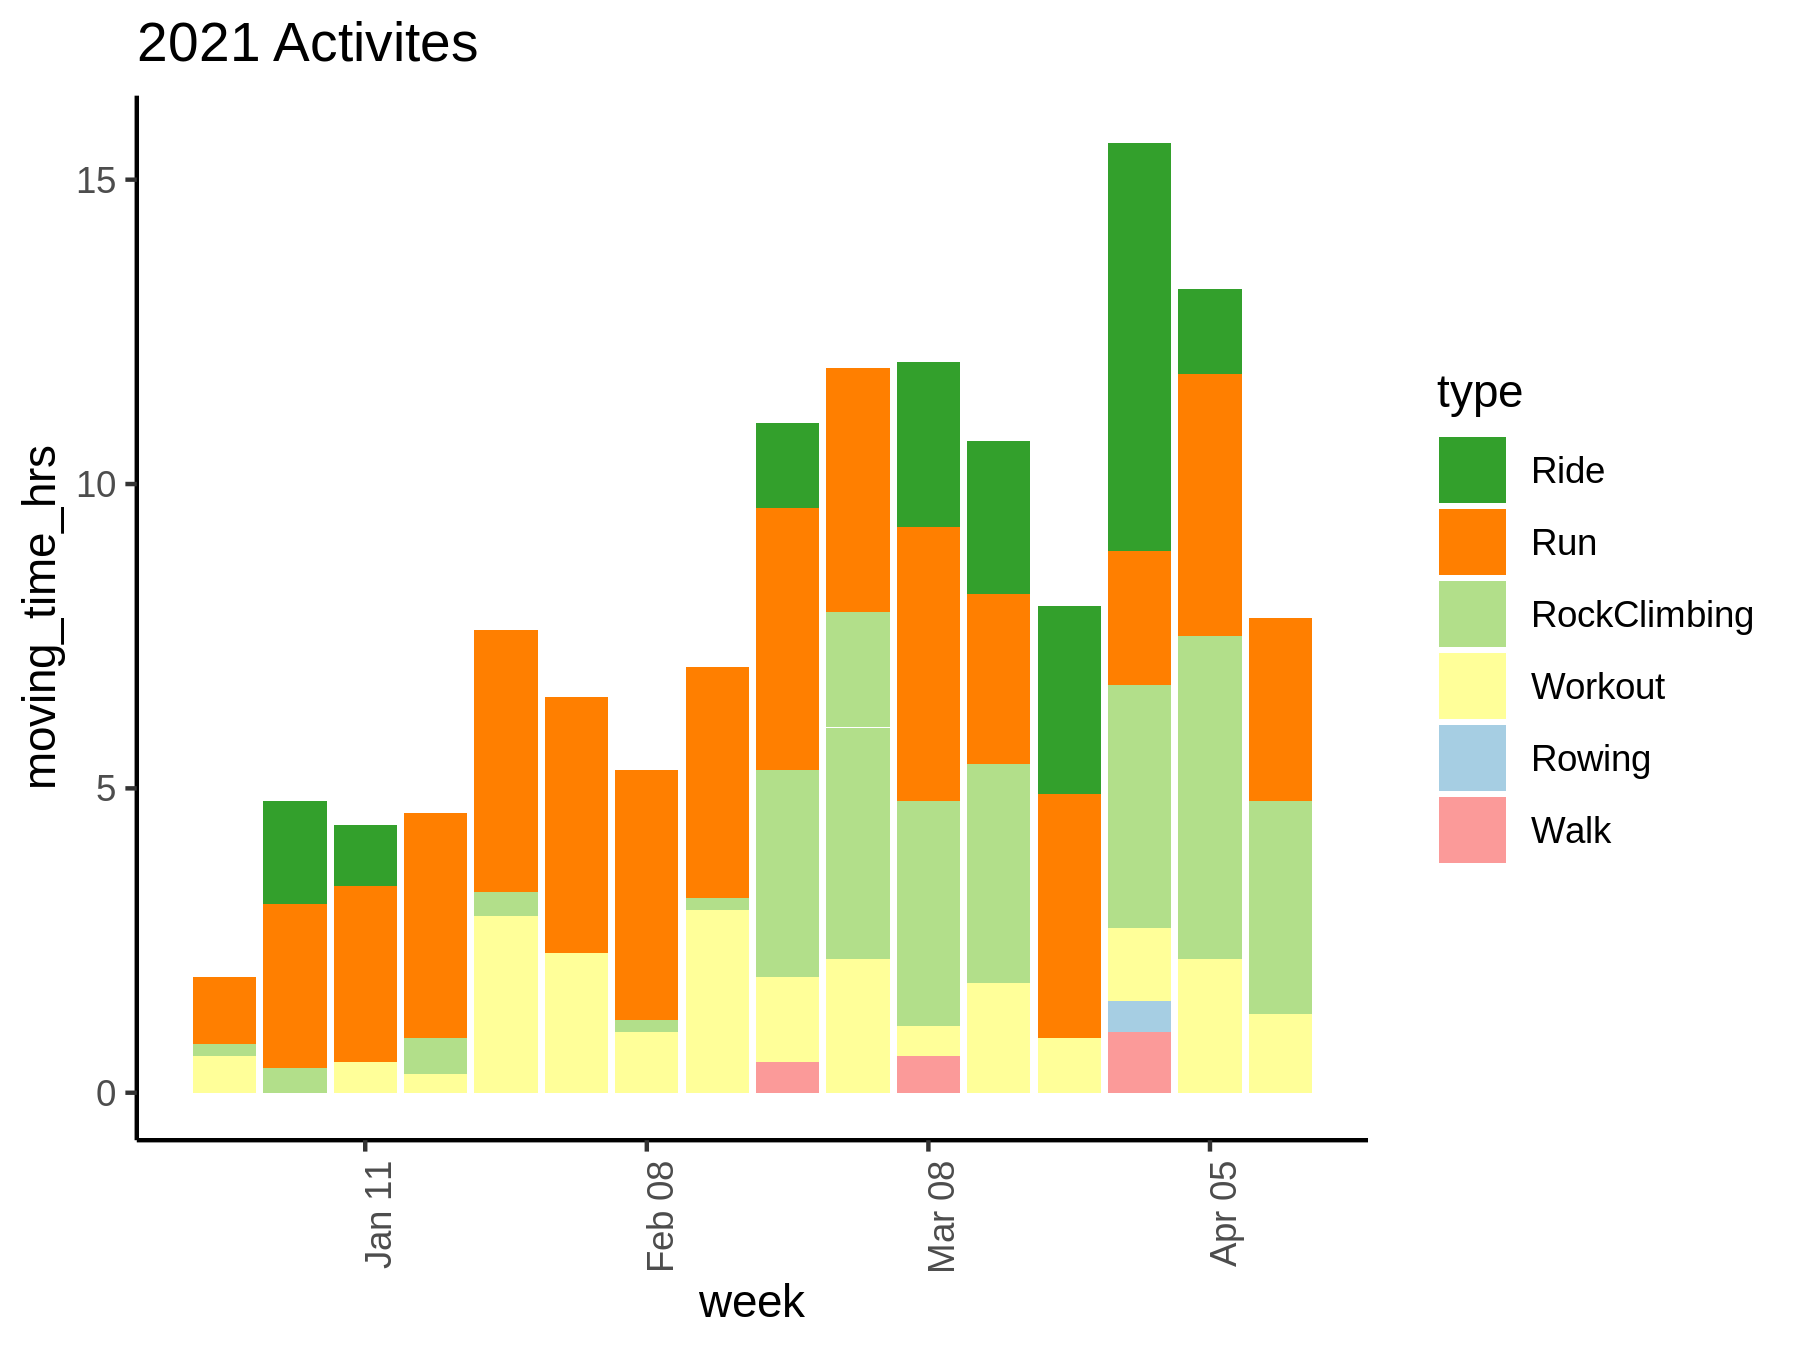 2021 Activites
moving_time_hrs
15
10
5
0
Jan 11
Feb 08
Mar 08
Apr 05
week
type
Ride
Run
RockClimbing
Workout
Rowing
Walk